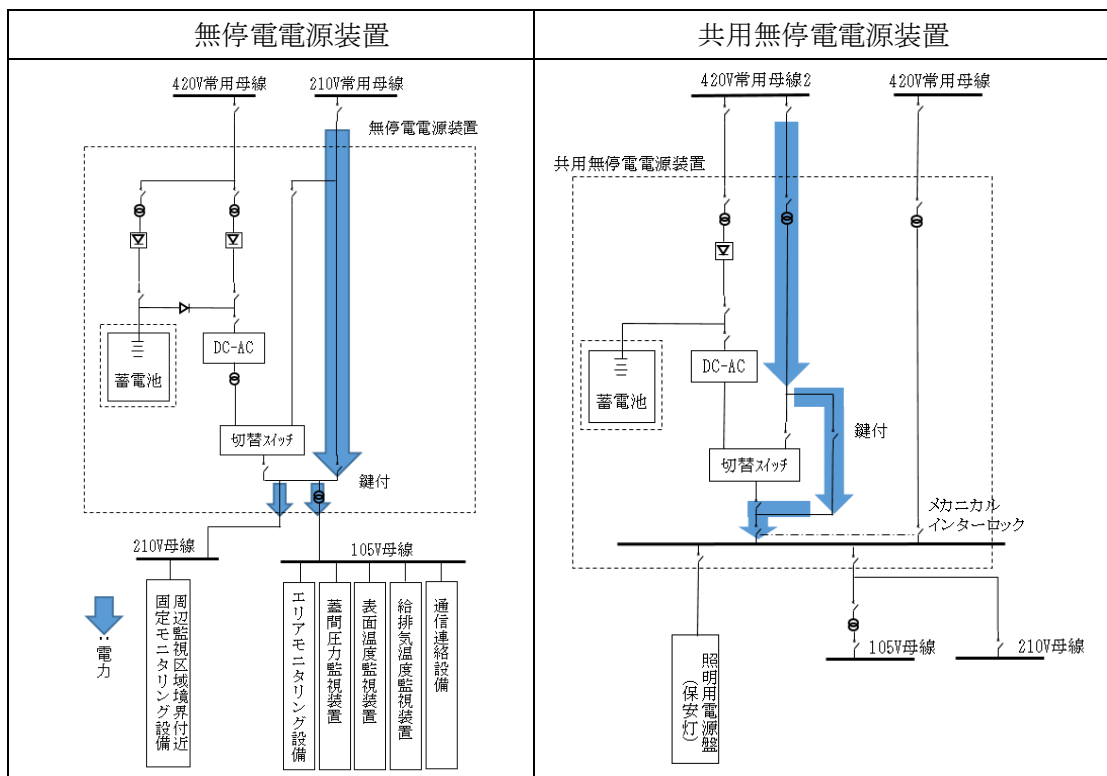 無停電電源装置
420V常用母線
210V常用母線
無停電電源装置
DC-AC
蓄電池
切替スイッチ
鍵付
210V母線
105V母線
周辺監視区域境界付近
固定モニタリング設備
エリアモニタリング設備
蓋間圧力監視装置
表面温度監視装置
給排気温度監視装置
通信連絡設備
:電力
共用無停電電源装置
420V常用母線2
420V常用母線
共用無停電電源装置
DC-AC
蓄電池
鍵付
切替スイッチ
メカニカル
インターロック
照明用電源盤
(保安灯)
105V母線
210V母線